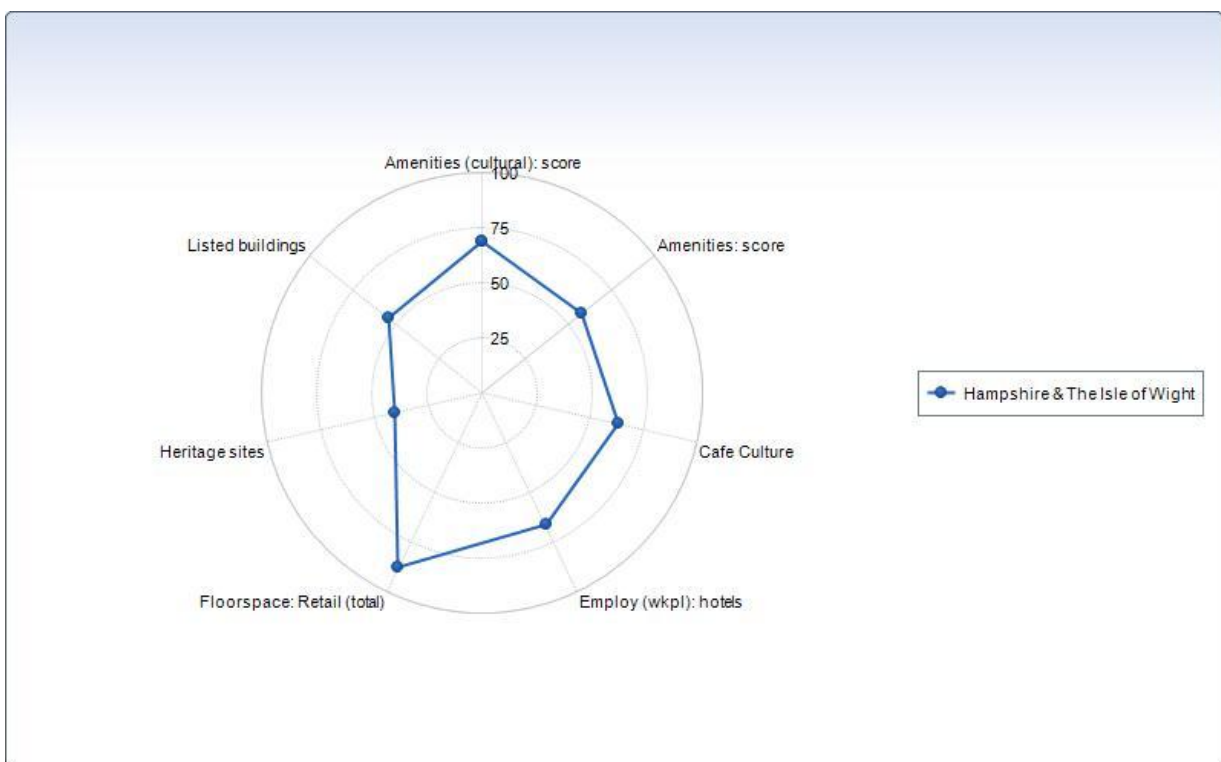 Amenities (cultural): score
100
Listed buildings
75
Amenities: score
50
25
Hampshire & The Isle of Wight
Heritage sites
Cafe Culture
Floorspace: Retail (total)
Employ (wkpl): hotels